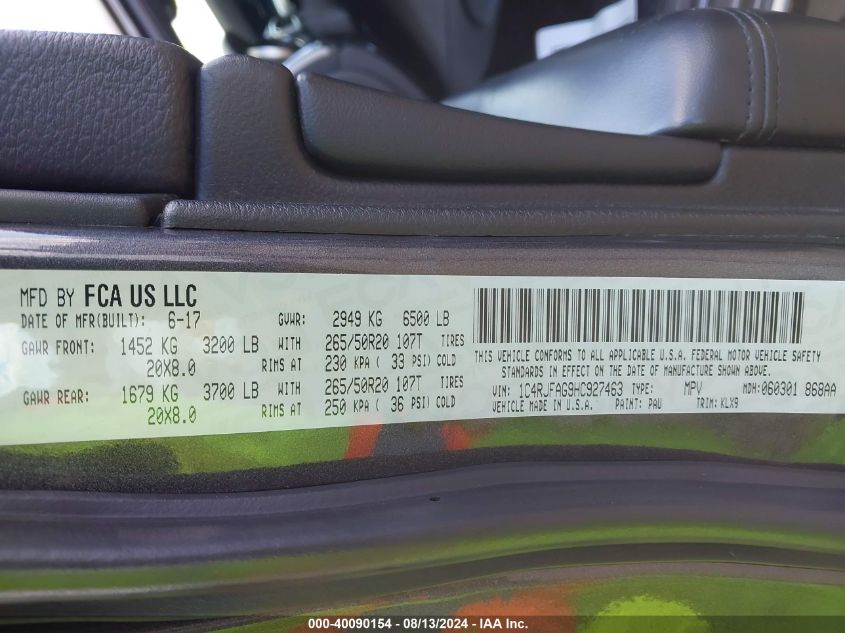 MFD BY FCA US LLC
DATE OF MFR(BUILT): 6-17 GVWR: 2949 KG 6500 LB
GAWR FRONT: 1452 KG 3200 LB WITH 265/50R20 107T TIRES
20X8.0 RIMS AT 230 KPA ( 33 PSI) COLD
GAWR REAR: 1679 KG 3700 LB WITH 265/50R20 107T TIRES
20X8.0 RIMS AT 250 KPA ( 36 PSI) COLD
THIS VEHICLE CONFORMS TO ALL APPLICABLE U.S.A. FEDERAL MOTOR VEHICLE SAFETY
STANDARDS IN EFFECT ON THE DATE OF MANUFACTURE SHOWN ABOVE.
VIN: 1C4RJFAG9HC927463 TYPE: MPV MDH: 060301 868AA
VEHICLE MADE IN U.S.A. PAINT: PAU TRIM: KLX9
000-40090154 - 08/13/2024 - IAA Inc.